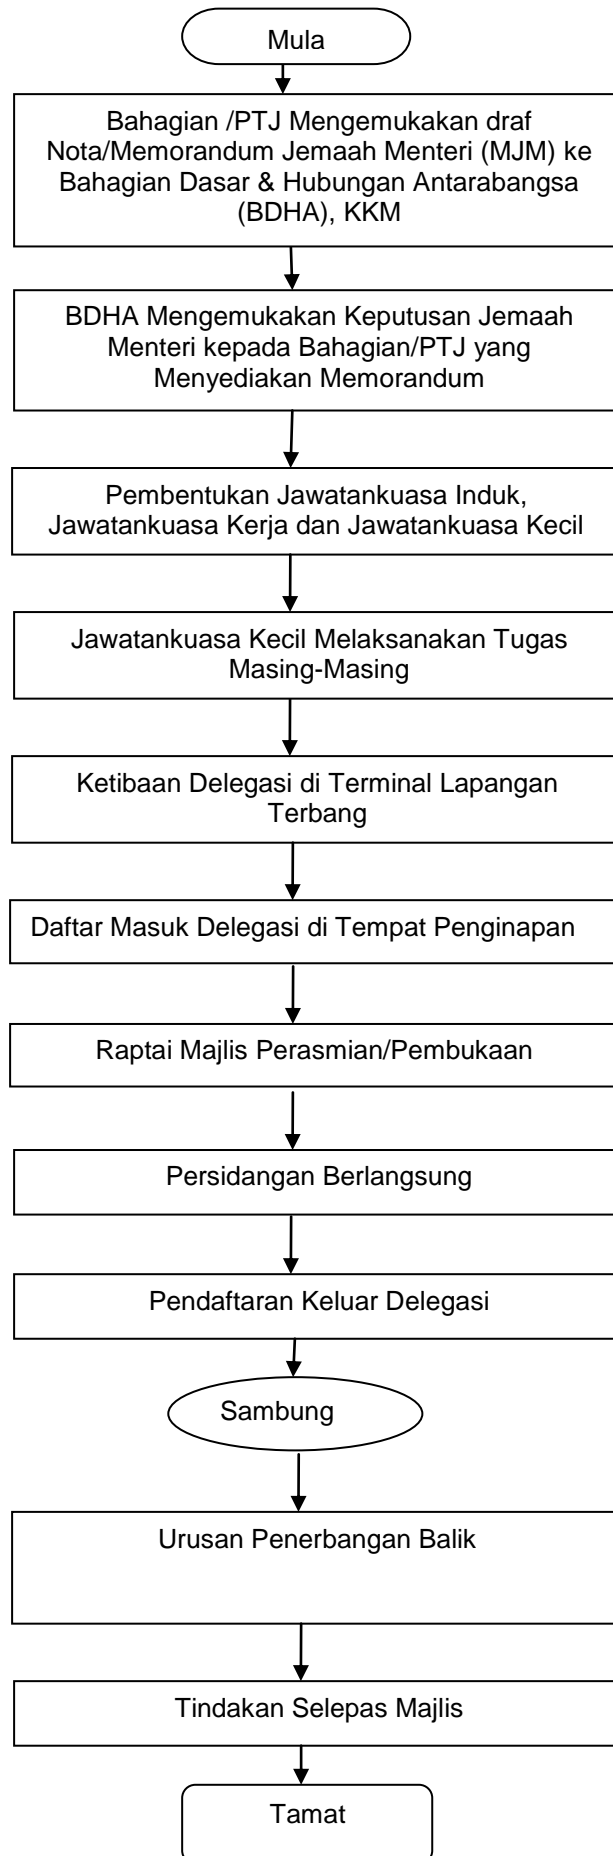 Mula
Bahagian /PTJ Mengemukakan draf
Nota/Memorandum Jemaah Menteri (MJM) ke
Bahagian Dasar & Hubungan Antarabangsa
(BDHA), KKM
BDHA Mengemukakan Keputusan Jemaah
Menteri kepada Bahagian/PTJ yang
Menyediakan Memorandum
Pembentukan Jawatankuasa Induk,
Jawatankuasa Kerja dan Jawatankuasa Kecil
Jawatankuasa Kecil Melaksanakan Tugas
Masing-Masing
Ketibaan Delegasi di Terminal Lapangan
Terbang
Daftar Masuk Delegasi di Tempat Penginapan
Raptai Majlis Perasmian/Pembukaan
Persidangan Berlangsung
Pendaftaran Keluar Delegasi
Sambung
Urusan Penerbangan Balik
Tindakan Selepas Majlis
Tamat